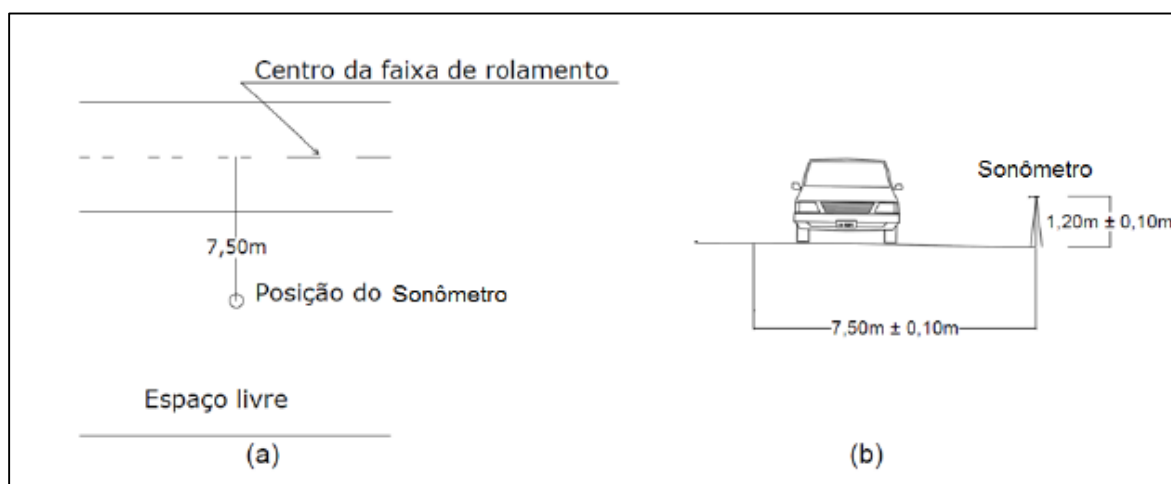 Centro da faixa de rolamento
7,50m
Posição do Sonômetro
Espaço livre
(a)
Sonômetro
1,20m ± 0,10m
7,50m ± 0,10m
(b)